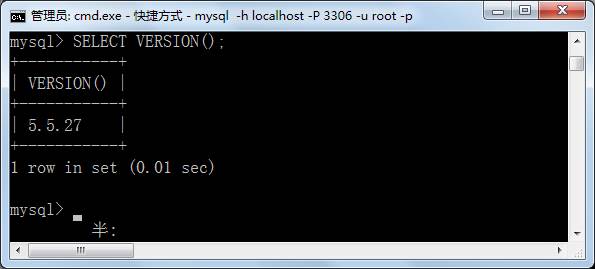 管理员: cmd.exe - 快捷方式 - mysql  -h localhost -P 3306 -u root -p
mysql> SELECT VERSION();
+-----------+
| VERSION() |
+-----------+
| 5.5.27    |
+-----------+
1 row in set (0.01 sec)
mysql>
半: